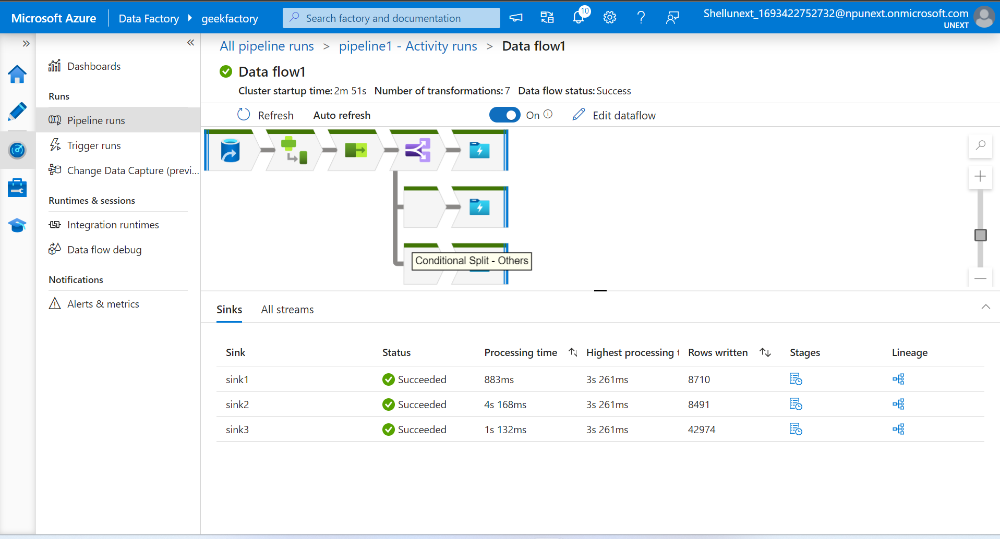 Microsoft Azure Data Factory geekfactory Search factory and documentation 10 Shellunext_1693422752732@npunext.onmicrosoft.com
UNEXT
All pipeline runs > pipeline1 - Activity runs > Data flow1
Dashboards
Data flow1
Cluster startup time: 2m 51s Number of transformations: 7 Data flow status: Success
Runs
Refresh Auto refresh On Edit dataflow
Pipeline runs
Trigger runs
Change Data Capture (previ...
Runtimes & sessions
Integration runtimes
Data flow debug
Notifications
Alerts & metrics
Conditional Split - Others
Sinks All streams
Sink Status Processing time Highest processing Rows written Stages Lineage
sink1 Succeeded 883ms 3s 261ms 8710
sink2 Succeeded 4s 168ms 3s 261ms 8491
sink3 Succeeded 1s 132ms 3s 261ms 42974